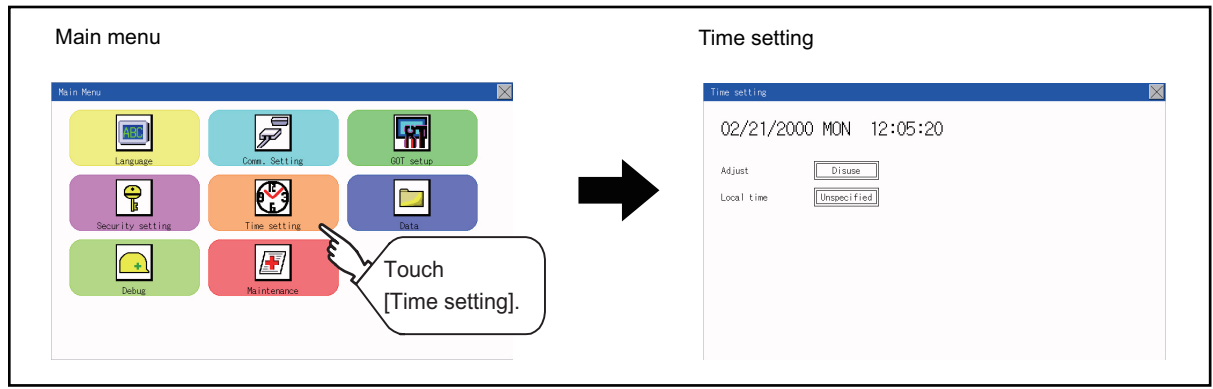 Main menu
Main Menu
ABC
Language
Comm. Setting
GOT setup
Security setting
Time setting
Data
Debug
Maintenance
Touch
[Time setting].
Time setting
Time setting
02/21/2000 MON 12:05:20
Adjust Disuse
Local time Unspecified